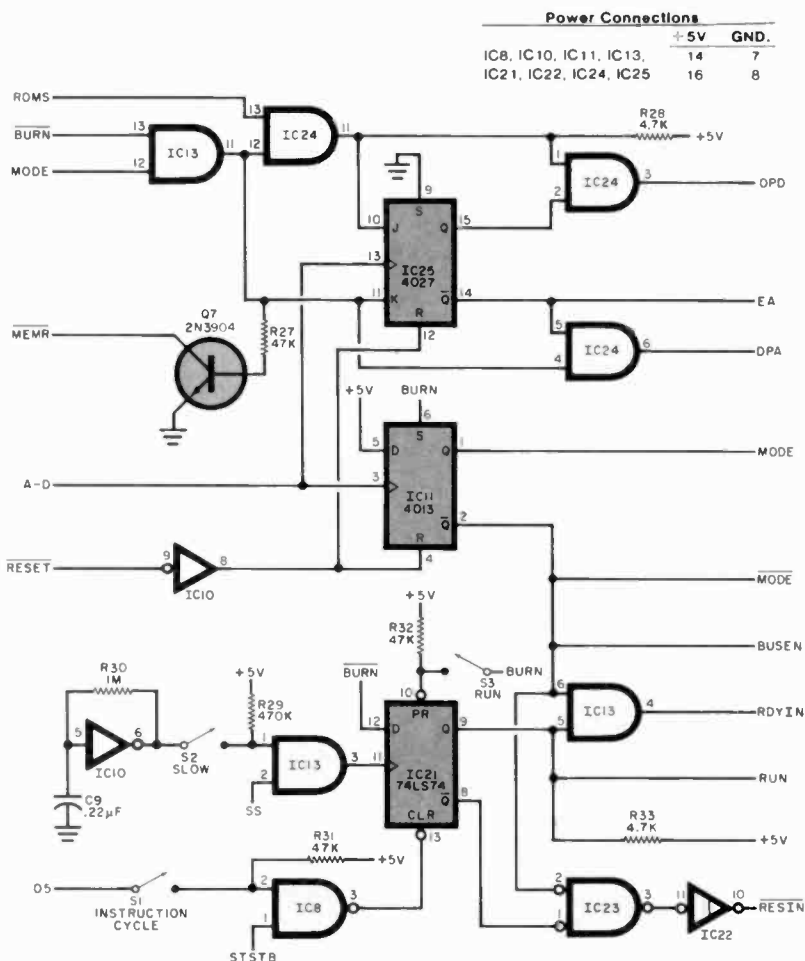 Power Connections
+5V GND.
IC8, IC10, IC11, IC13, 14 7
IC21, IC22, IC24, IC25 16 8
ROMS
BURN
MODE
13
12
IC13
11
13
12
IC24
11
R28
4.7K
+5V
1
2
IC24
3
OPD
9
S
10
J
Q
15
13
IC25
4027
11
K
Q
14
R
12
EA
5
4
IC24
6
DPA
Q7
2N3904
MEMR
R27
47K
+5V
BURN
6
S
5
D
Q
1
MODE
A-D
3
IC11
4013
Q
2
R
4
RESET
9
8
IC10
MODE
BUSEN
+5V
R32
47K
BURN
S3
RUN
BURN
10
PR
12
D
Q
9
11
IC21
74LS74
Q
8
CLR
13
6
5
IC13
4
RDYIN
RUN
R33
4.7K
+5V
R30
1M
5
6
IC10
C9
.22µF
S2
SLOW
+5V
R29
470K
1
2
IC13
3
SS
R31
47K
+5V
05
S1
INSTRUCTION
CYCLE
2
1
IC8
3
STSTB
2
1
IC23
3
11
10
IC22
RESIN